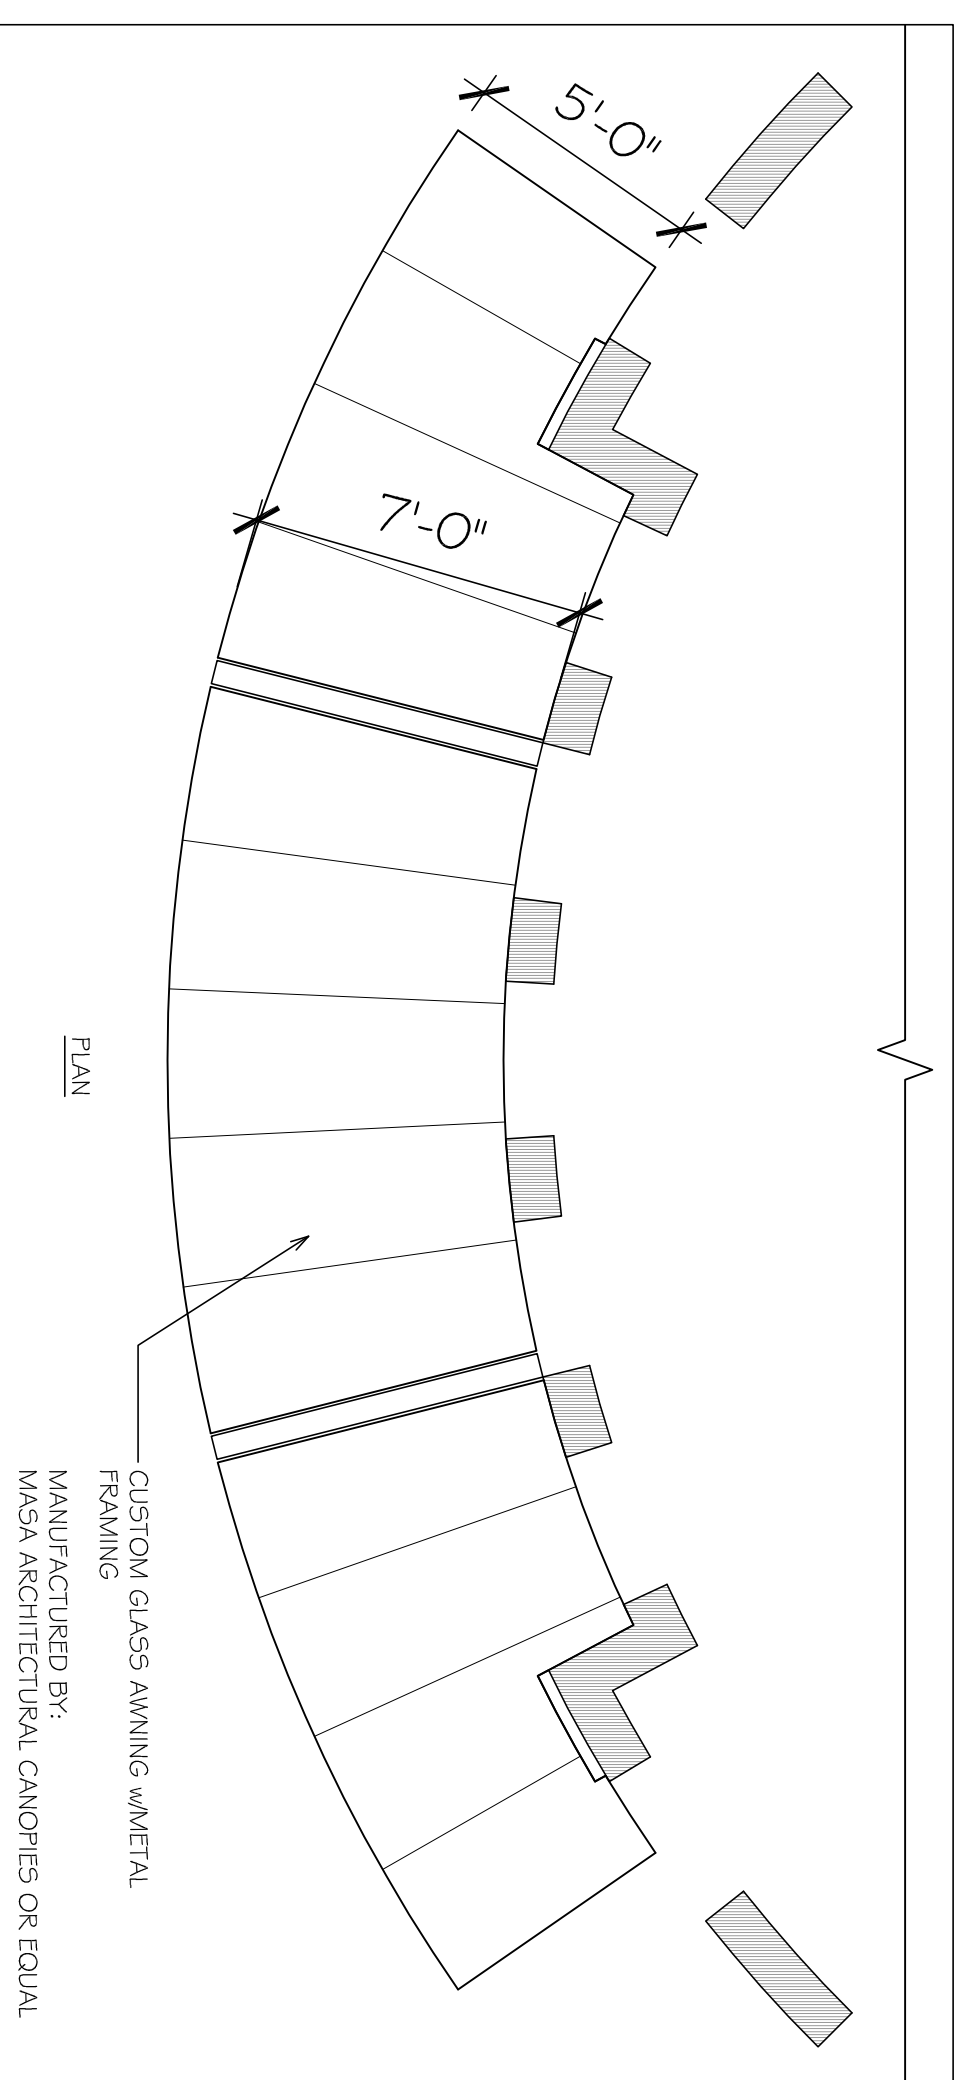 5'-0"
7'-0"
PLAN
CUSTOM GLASS AWNING w/METAL
FRAMING
MANUFACTURED BY:
MASA ARCHITECTURAL CANOPIES OR EQUAL